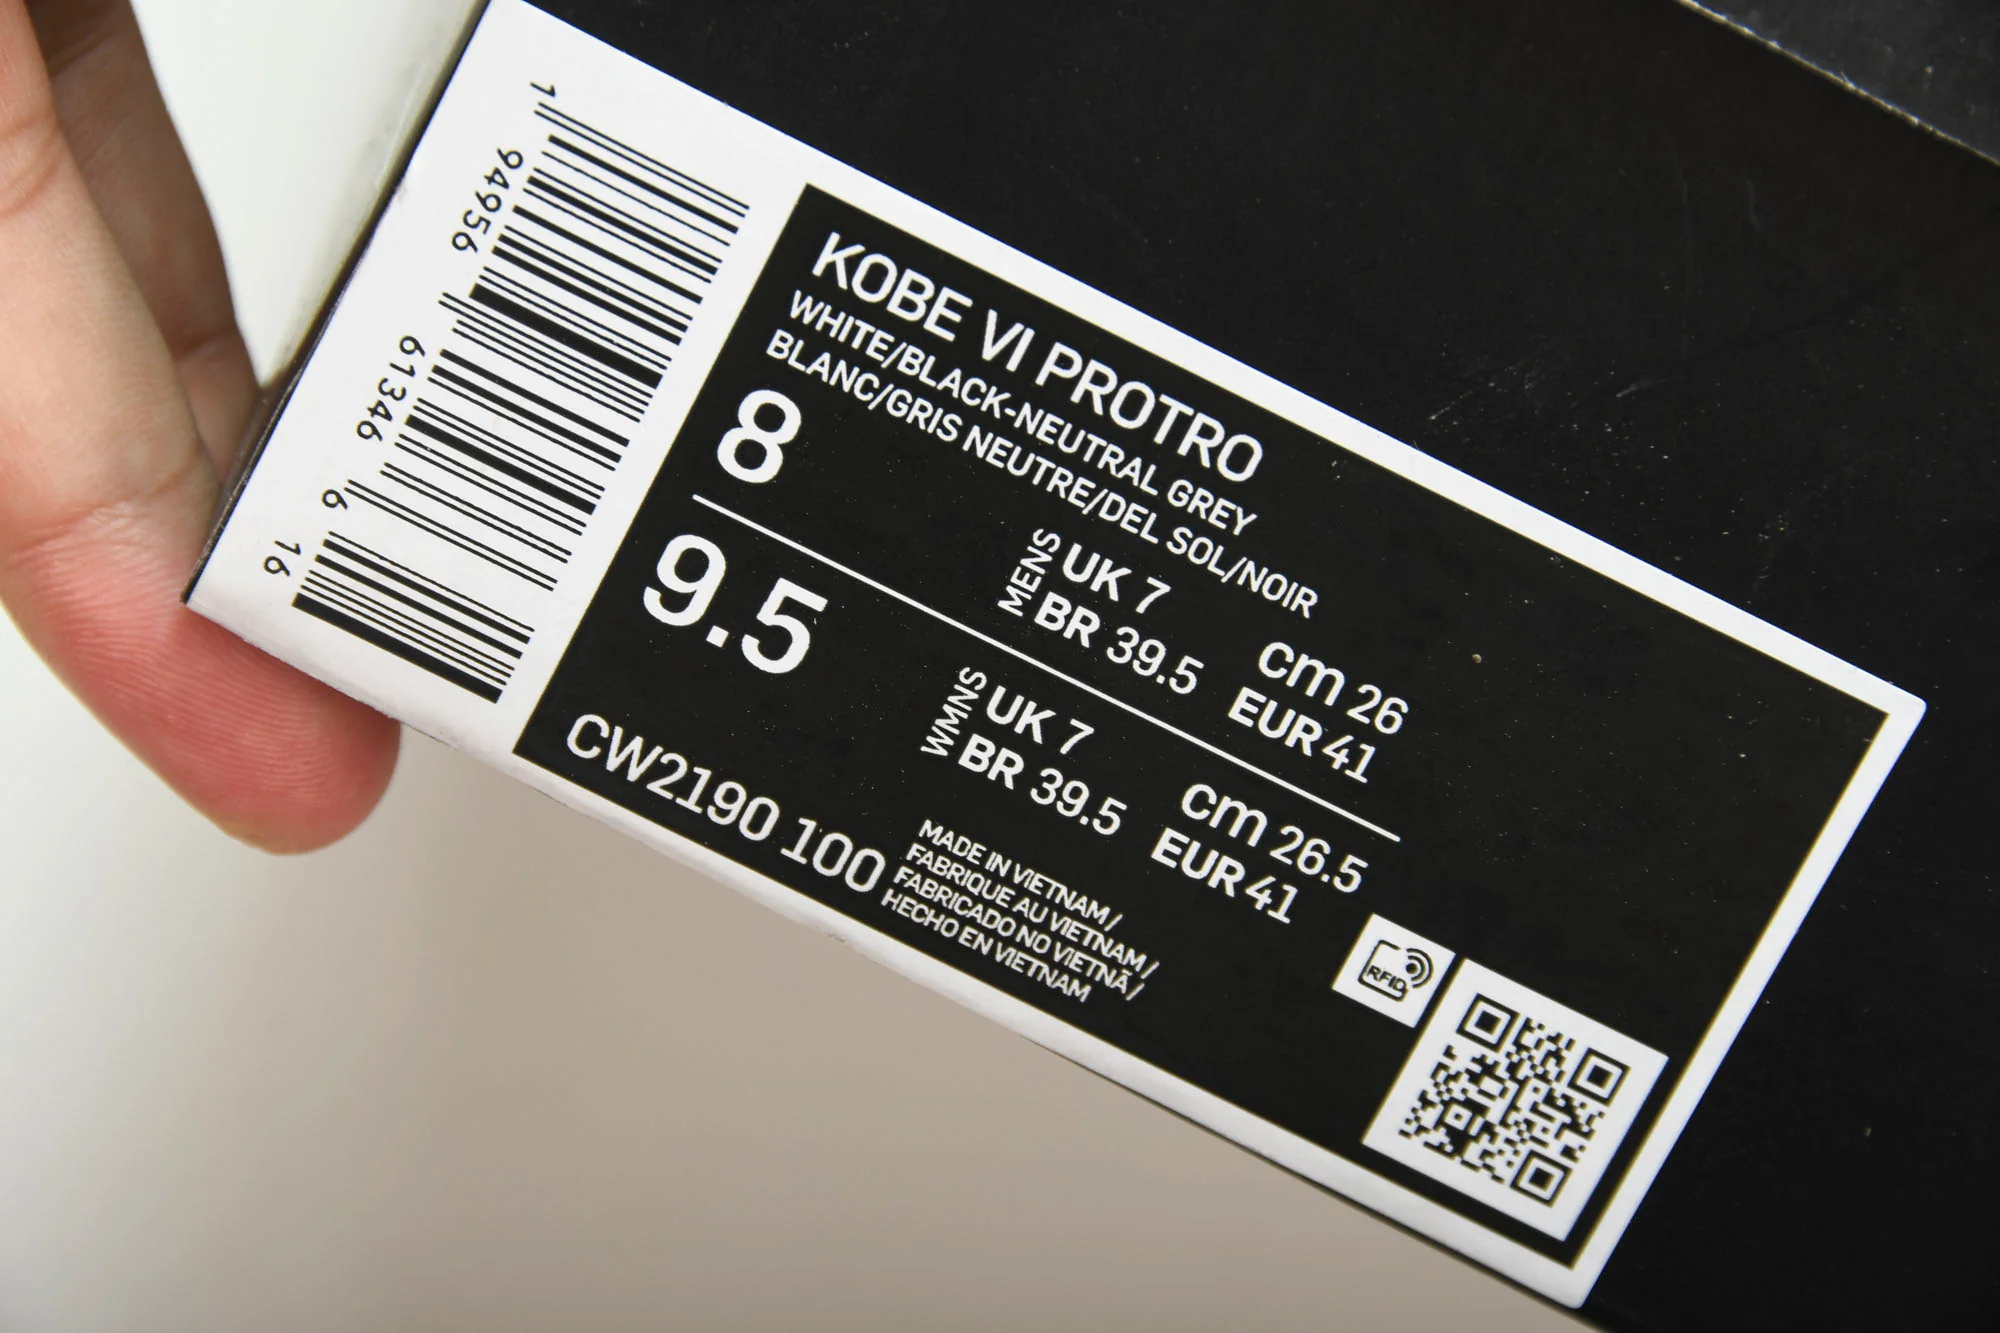 KOBE VI PROTRO
WHITE/BLACK-NEUTRAL GREY
BLANC/GRIS NEUTRE/DEL SOL/NOIR
8
MENS
UK 7
BR 39.5
cm 26
EUR 41
9.5
WMNS
UK 7
BR 39.5
cm 26.5
EUR 41
CW2190 100
MADE IN VIETNAM/
FABRIQUE AU VIETNAM/
FABRICADO NO VIETNÃ/
HECHO EN VIETNAM
RFID
1 94956 61346 6 16